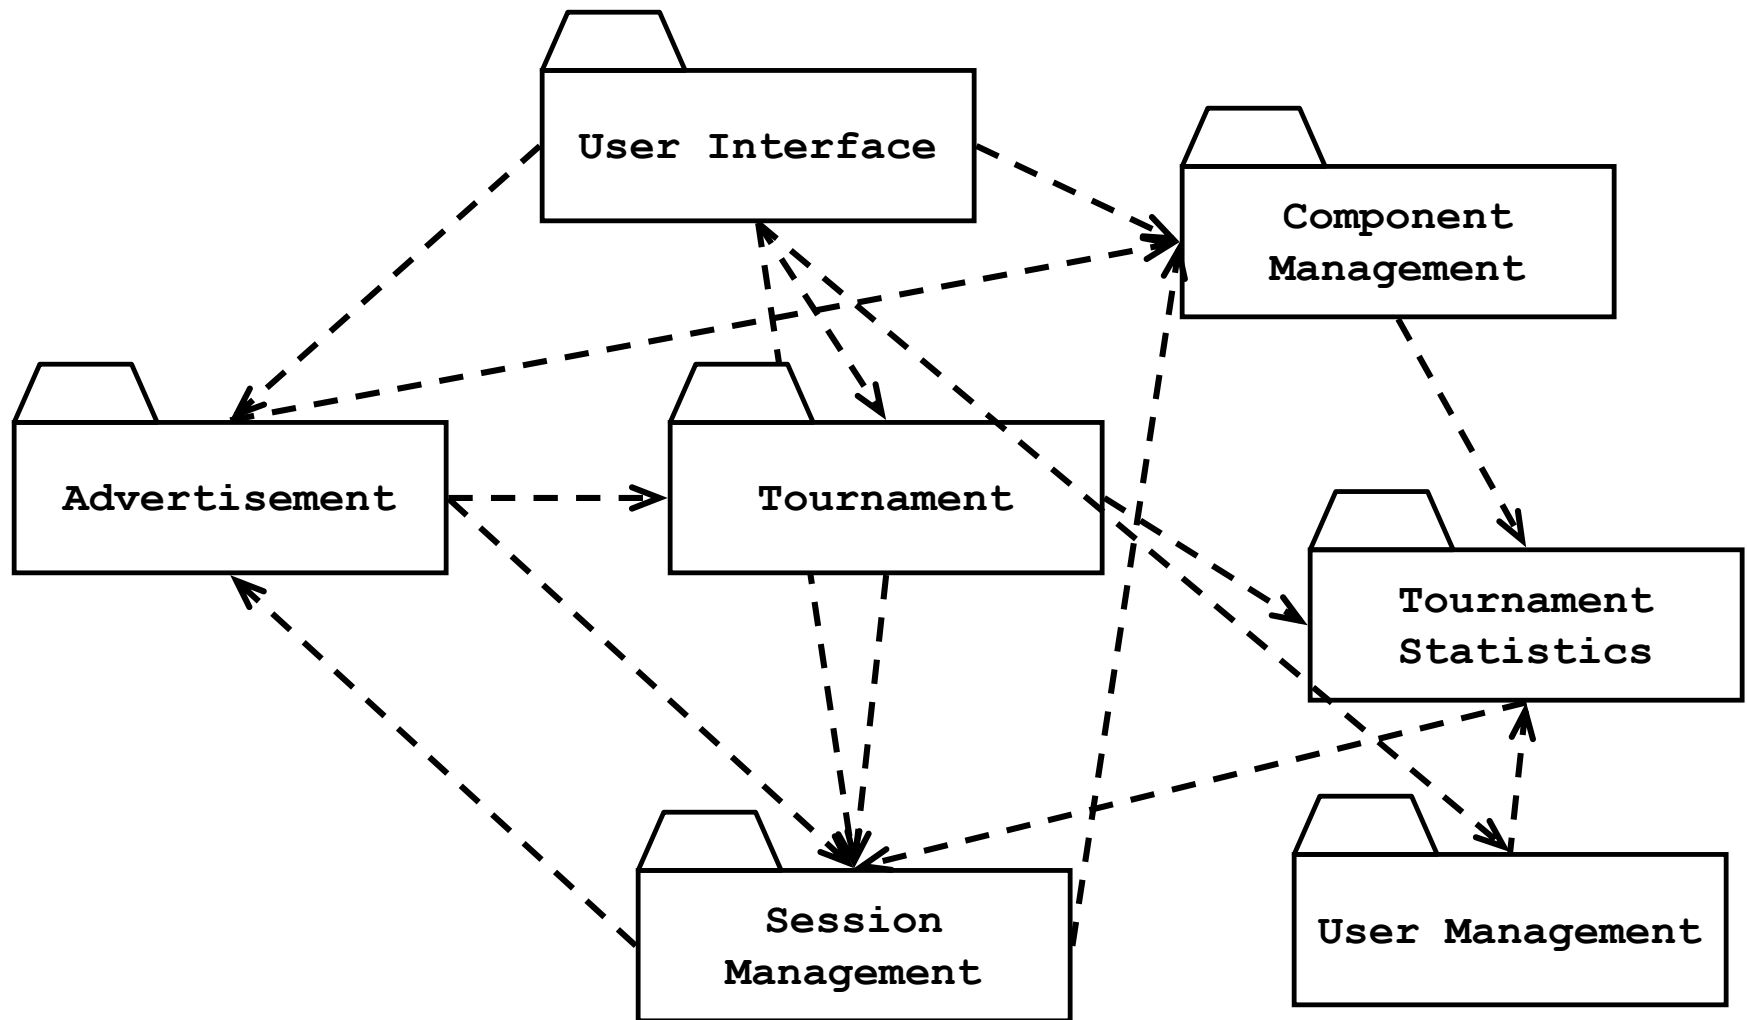 User Interface
Component
Management
Advertisement
Tournament
Tournament
Statistics
Session
Management
User Management